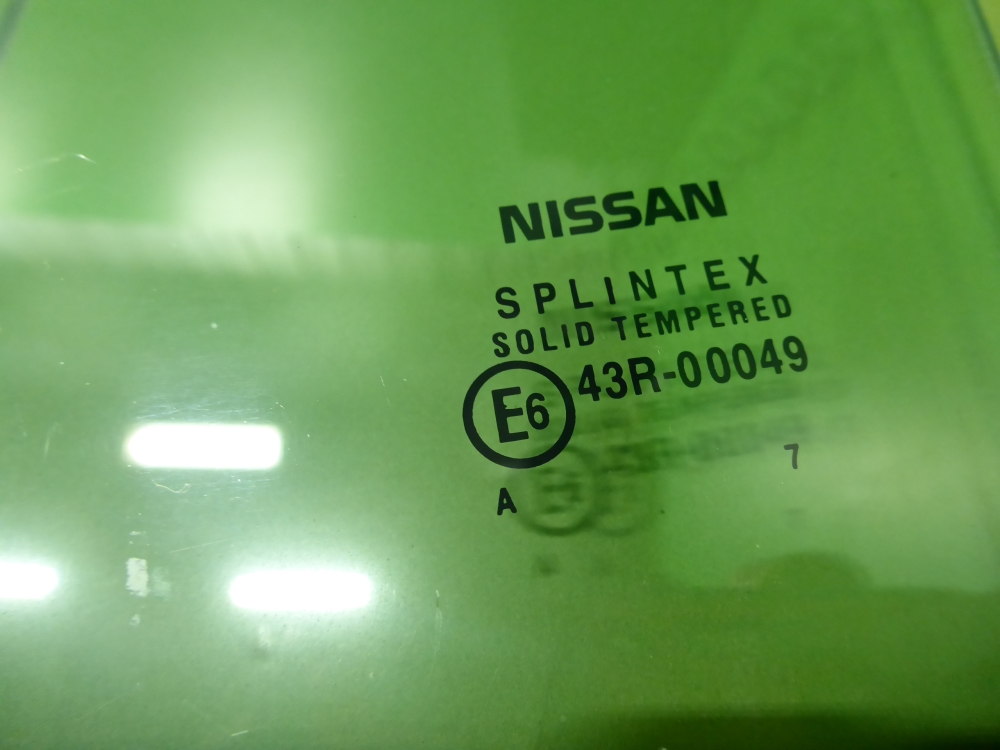 NISSAN
SPLINTEX
SOLID TEMPERED
E6 43R-00049
7
A